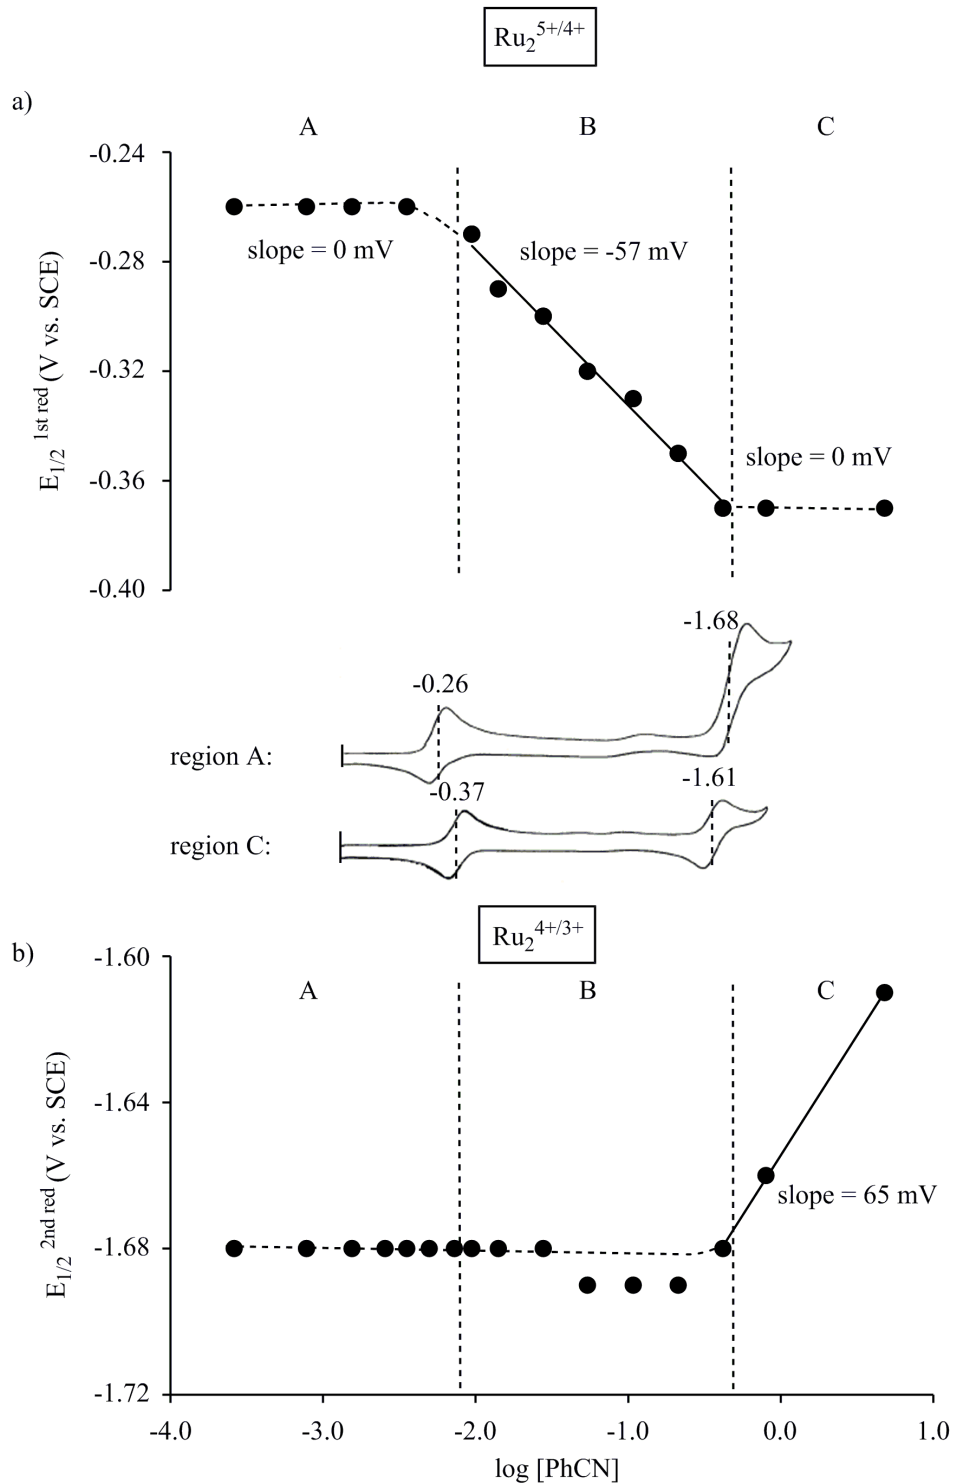 Ru2 5+/4+
a)
A B C
-0.24
-0.28
-0.32
-0.36
-0.40
E1/2 1st red (V vs. SCE)
slope = 0 mV
slope = -57 mV
slope = 0 mV
-1.68
-0.26
region A:
-1.61
-0.37
region C:
Ru2 4+/3+
b)
A B C
-1.60
-1.64
-1.68
-1.72
E1/2 2nd red (V vs. SCE)
slope = 65 mV
-4.0 -3.0 -2.0 -1.0 0.0 1.0
log [PhCN]